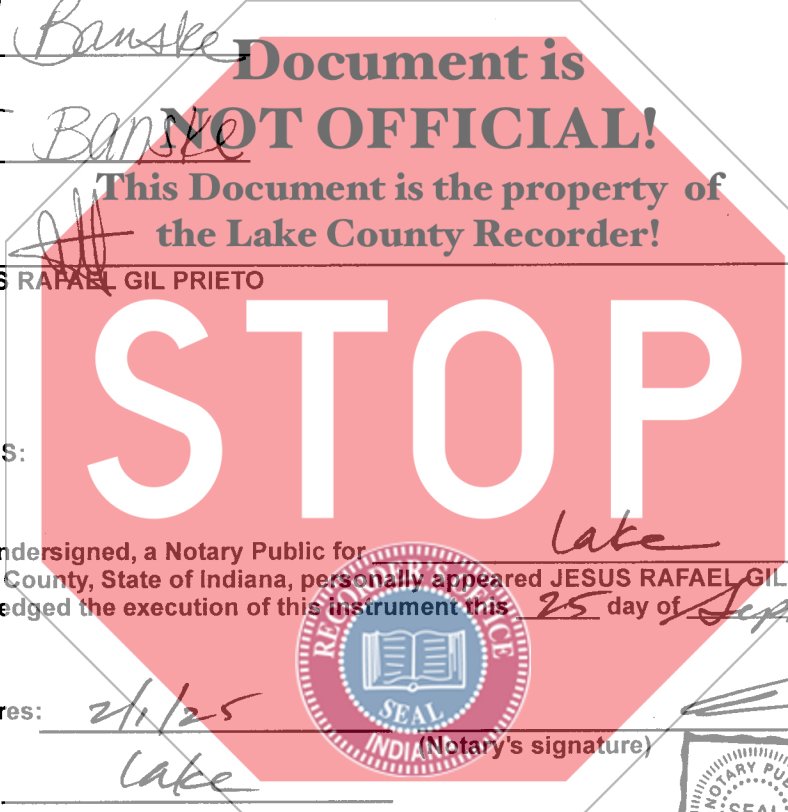 Banske
Document is
Banske
NOT OFFICIAL!
This Document is the property of
the Lake County Recorder!
S RAFAEL GIL PRIETO
STOP
S:
ndersigned, a Notary Public for Lake
County, State of Indiana, personally appeared JESUS RAFAEL GIL
edged the execution of this instrument this 25 day of Sep
RECORDER'S OFFICE
SEAL
INDIANA
res: 2/1/25
(Notary's signature)
Lake
NOTARY PUB
SEAL